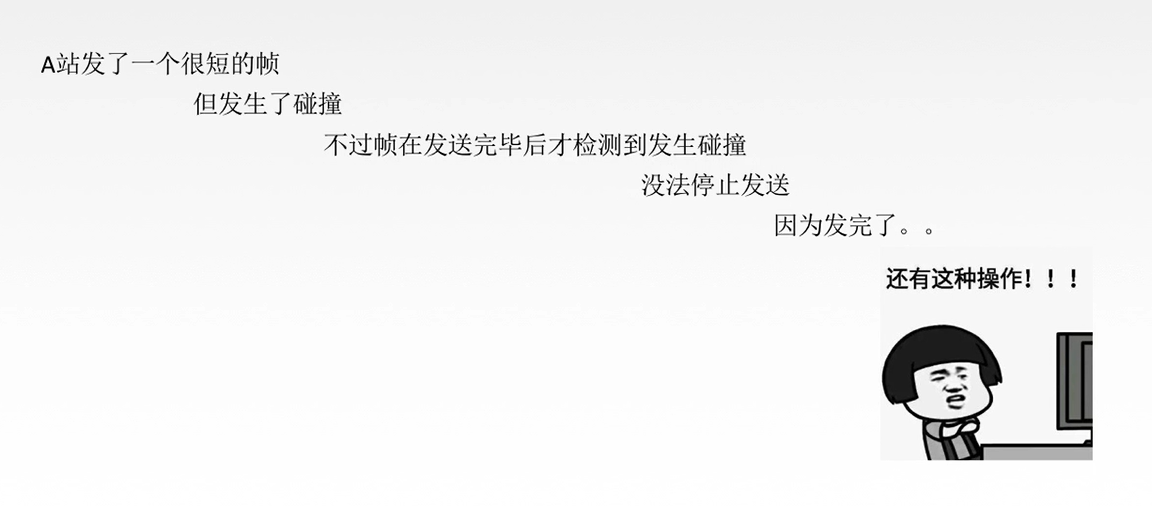 A站发了一个很短的帧
但发生了碰撞
不过帧在发送完毕后才检测到发生碰撞
没法停止发送
因为发完了。。
还有这种操作！！！